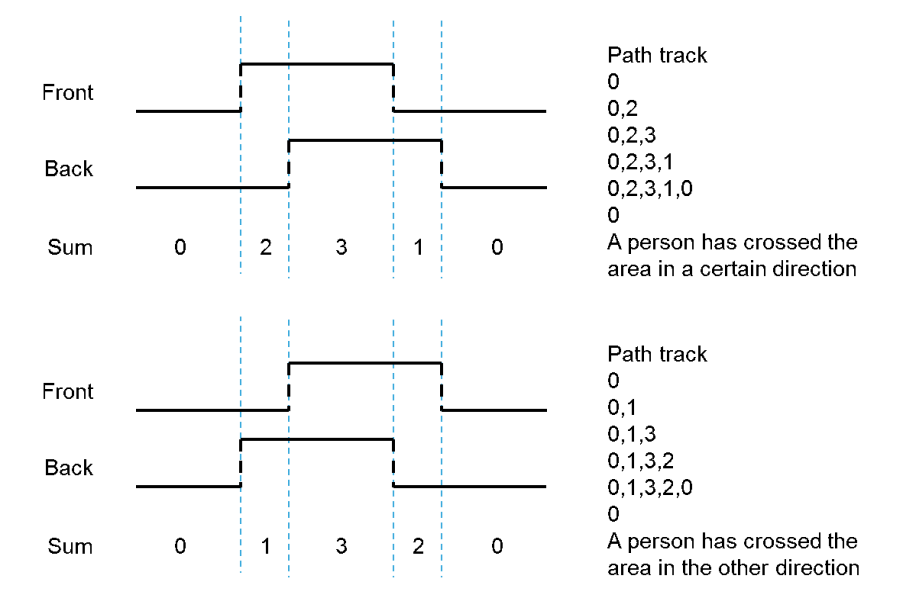 Path track
0
Front
0,2
0,2,3
Back
0,2,3,1
0,2,3,1,0
0
Sum 0 2 3 1 0
A person has crossed the
area in a certain direction
Path track
0
Front
0,1
0,1,3
Back
0,1,3,2
0,1,3,2,0
0
Sum 0 1 3 2 0
A person has crossed the
area in the other direction